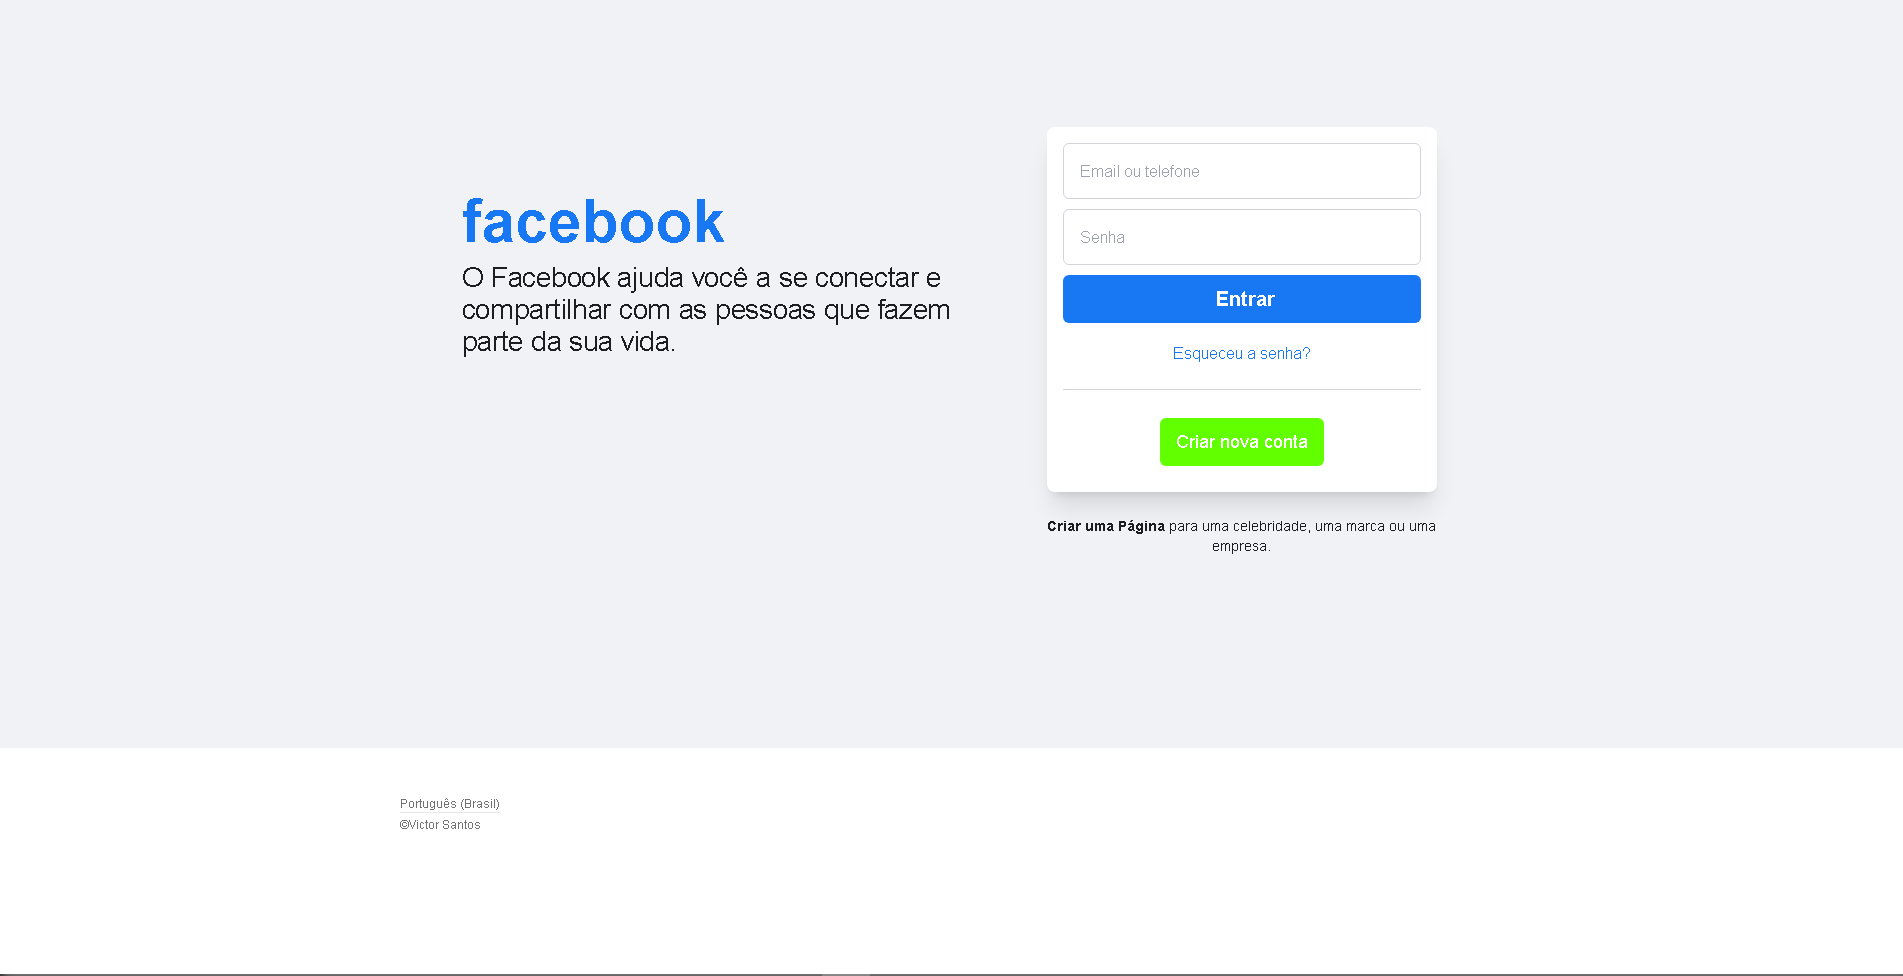 facebook
O Facebook ajuda você a se conectar e
compartilhar com as pessoas que fazem
parte da sua vida.
Email ou telefone
Senha
Entrar
Esqueceu a senha?
Criar nova conta
Criar uma Página para uma celebridade, uma marca ou uma
empresa.
Português (Brasil)
©Victor Santos